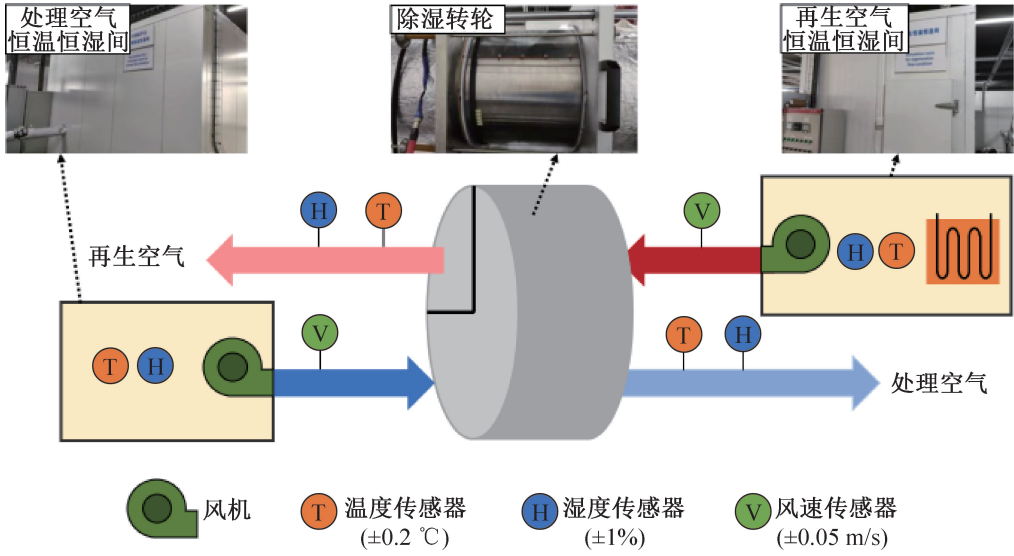 处理空气
恒温恒湿间
除湿转轮
再生空气
恒温恒湿间
H
T
V
再生空气
H
T
V
T
H
T
H
处理空气
风机
T 温度传感器
(±0.2 ℃)
H 湿度传感器
(±1%)
V 风速传感器
(±0.05 m/s)